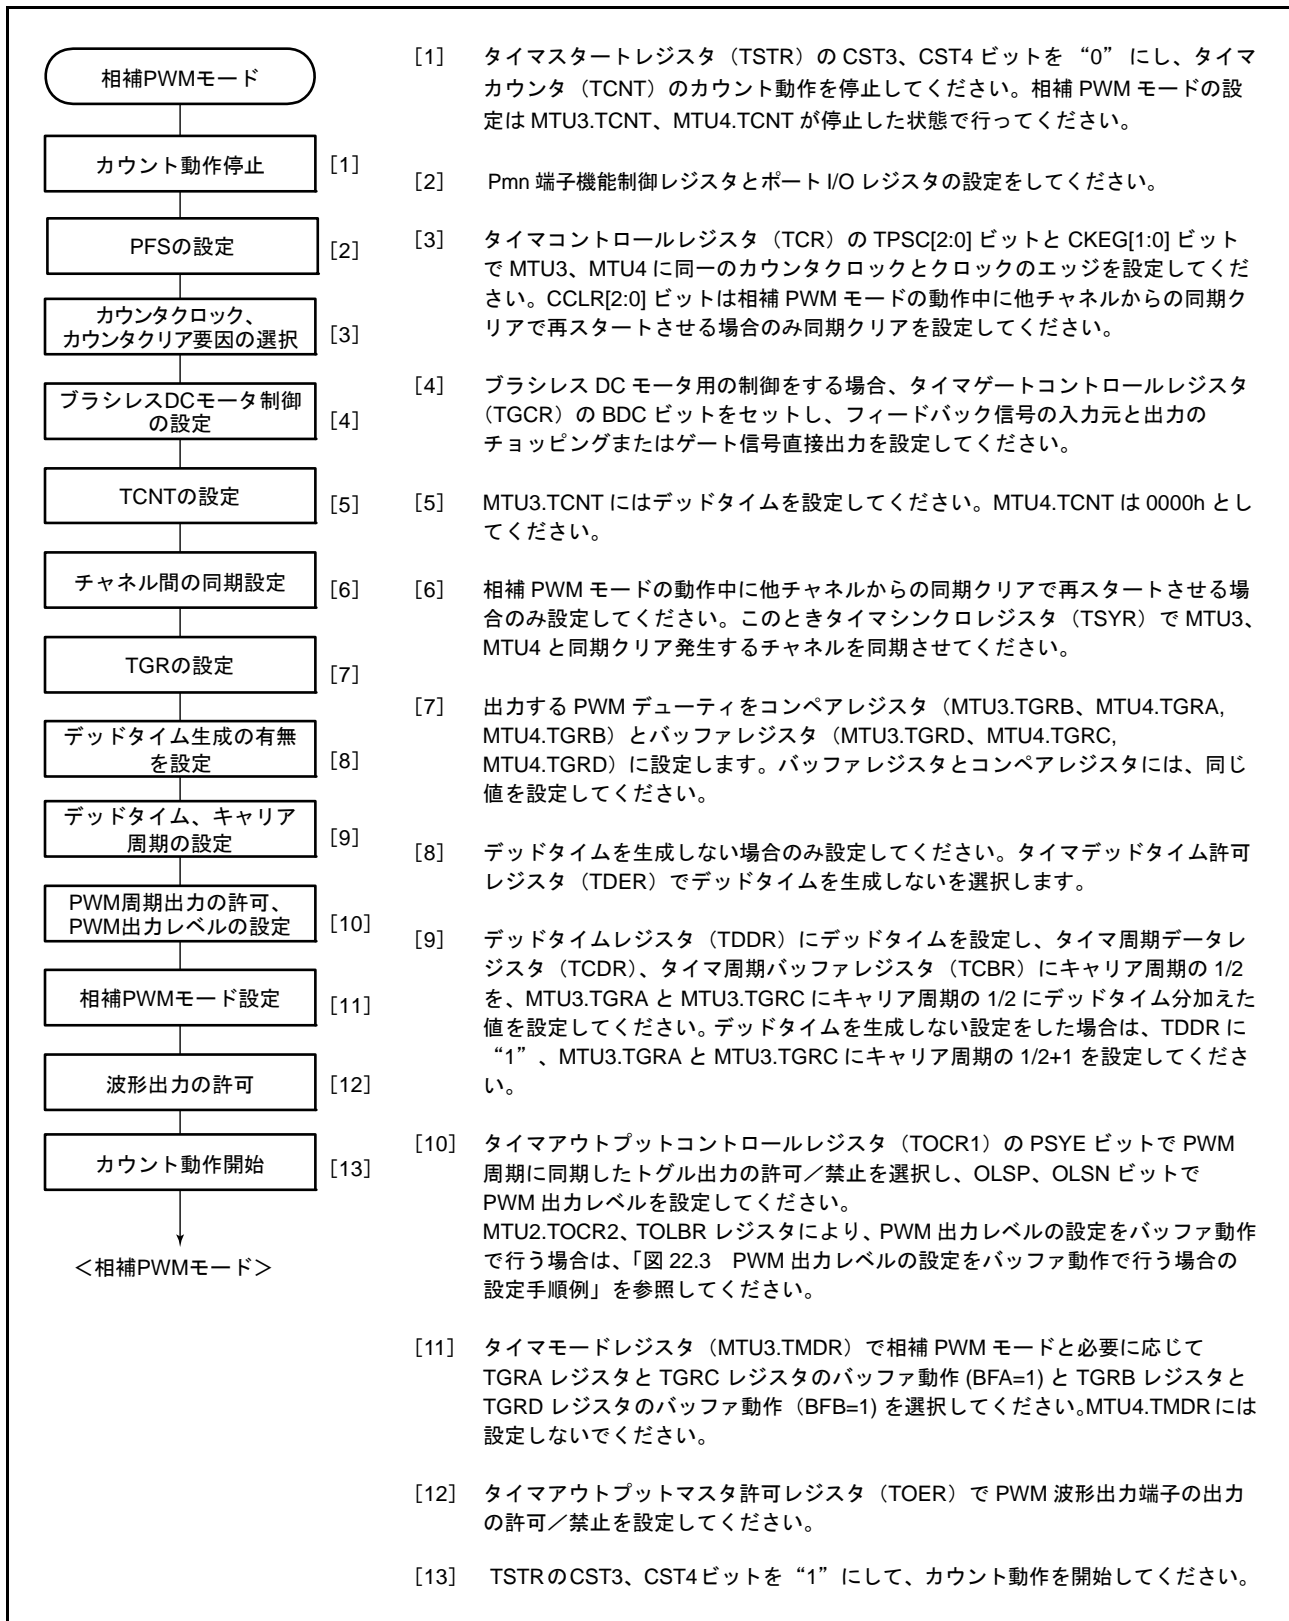 相補PWMモード
カウント動作停止 [1]
PFSの設定 [2]
カウンタクロック、
カウンタクリア要因の選択 [3]
ブラシレスDCモータ制御
の設定 [4]
TCNTの設定 [5]
チャネル間の同期設定 [6]
TGRの設定 [7]
デッドタイム生成の有無
を設定 [8]
デッドタイム、キャリア
周期の設定 [9]
PWM周期出力の許可、
PWM出力レベルの設定 [10]
相補PWMモード設定 [11]
波形出力の許可 [12]
カウント動作開始 [13]
＜相補PWMモード＞
[1] タイマスタートレジスタ（TSTR）の CST3、CST4 ビットを “0” にし、タイマ
カウンタ（TCNT）のカウント動作を停止してください。相補 PWM モードの設
定は MTU3.TCNT、MTU4.TCNT が停止した状態で行ってください。
[2] Pmn 端子機能制御レジスタとポート I/O レジスタの設定をしてください。
[3] タイマコントロールレジスタ（TCR）の TPSC[2:0] ビットと CKEG[1:0] ビット
で MTU3、MTU4 に同一のカウンタクロックとクロックのエッジを設定してくだ
さい。CCLR[2:0] ビットは相補 PWM モードの動作中に他チャネルからの同期ク
リアで再スタートさせる場合のみ同期クリアを設定してください。
[4] ブラシレス DC モータ用の制御をする場合、タイマゲートコントロールレジスタ
（TGCR）の BDC ビットをセットし、フィードバック信号の入力元と出力の
チョッピングまたはゲート信号直接出力を設定してください。
[5] MTU3.TCNT にはデッドタイムを設定してください。MTU4.TCNT は 0000h とし
てください。
[6] 相補 PWM モードの動作中に他チャネルからの同期クリアで再スタートさせる場
合のみ設定してください。このときタイマシンクロレジスタ（TSYR）で MTU3、
MTU4 と同期クリア発生するチャネルを同期させてください。
[7] 出力する PWM デューティをコンペアレジスタ（MTU3.TGRB、MTU4.TGRA,
MTU4.TGRB）とバッファレジスタ（MTU3.TGRD、MTU4.TGRC,
MTU4.TGRD）に設定します。バッファレジスタとコンペアレジスタには、同じ
値を設定してください。
[8] デッドタイムを生成しない場合のみ設定してください。タイマデッドタイム許可
レジスタ（TDER）でデッドタイムを生成しないを選択します。
[9] デッドタイムレジスタ（TDDR）にデッドタイムを設定し、タイマ周期データレ
ジスタ（TCDR）、タイマ周期バッファレジスタ（TCBR）にキャリア周期の 1/2
を、MTU3.TGRA と MTU3.TGRC にキャリア周期の 1/2 にデッドタイム分加えた
値を設定してください。デッドタイムを生成しない設定をした場合は、TDDR に
“1”、MTU3.TGRA と MTU3.TGRC にキャリア周期の 1/2+1 を設定してくださ
い。
[10] タイマアウトプットコントロールレジスタ（TOCR1）の PSYE ビットで PWM
周期に同期したトグル出力の許可／禁止を選択し、OLSP、OLSN ビットで
PWM 出力レベルを設定してください。
MTU2.TOCR2、TOLBR レジスタにより、PWM 出力レベルの設定をバッファ動作
で行う場合は、「図 22.3 PWM 出力レベルの設定をバッファ動作で行う場合の
設定手順例」を参照してください。
[11] タイマモードレジスタ（MTU3.TMDR）で相補 PWM モードと必要に応じて
TGRA レジスタと TGRC レジスタのバッファ動作 (BFA=1) と TGRB レジスタと
TGRD レジスタのバッファ動作（BFB=1) を選択してください。MTU4.TMDR には
設定しないでください。
[12] タイマアウトプットマスタ許可レジスタ（TOER）で PWM 波形出力端子の出力
の許可／禁止を設定してください。
[13] TSTRのCST3、CST4ビットを “1” にして、カウント動作を開始してください。